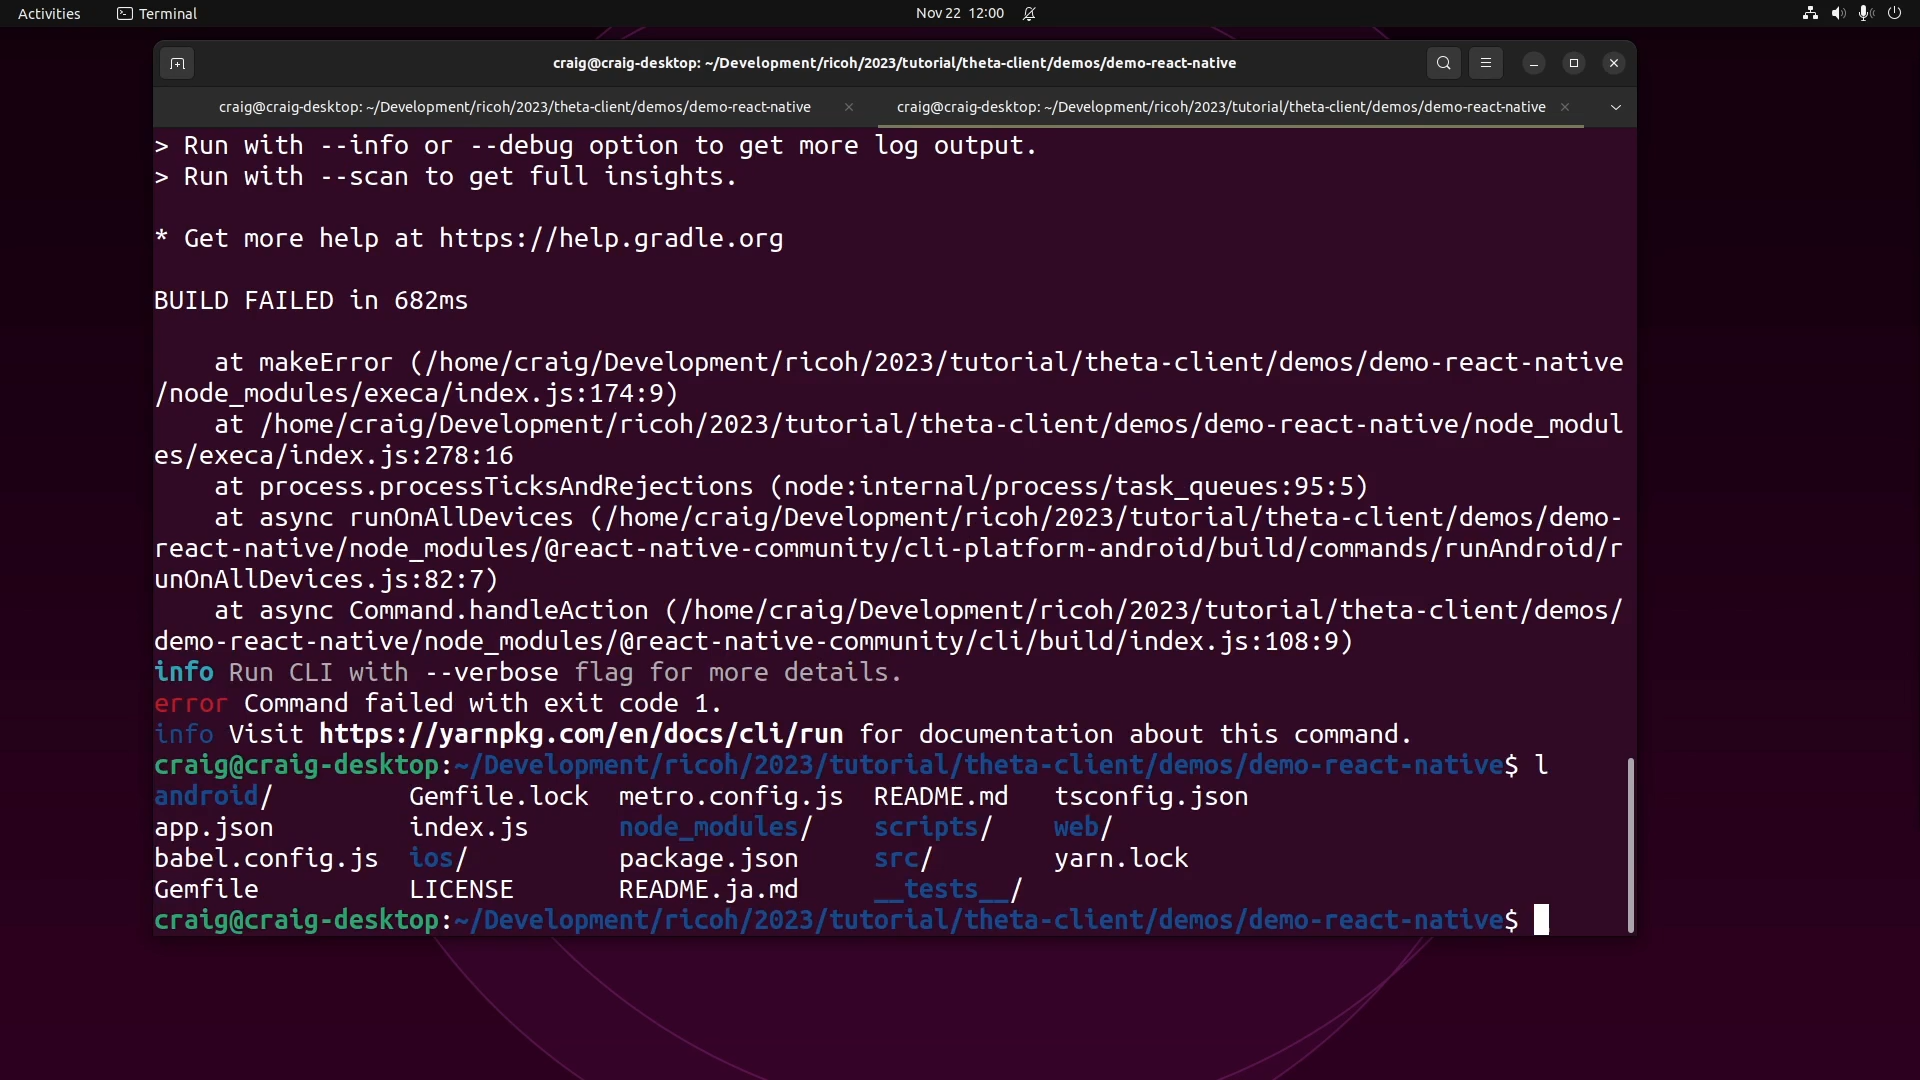 Activities Terminal Nov 22 12:00
craig@craig-desktop: ~/Development/ricoh/2023/tutorial/theta-client/demos/demo-react-native
craig@craig-desktop: ~/Development/ricoh/2023/theta-client/demos/demo-react-native craig@craig-desktop: ~/Development/ricoh/2023/tutorial/theta-client/demos/demo-react-native
> Run with --info or --debug option to get more log output.
> Run with --scan to get full insights.
* Get more help at https://help.gradle.org
BUILD FAILED in 682ms
at makeError (/home/craig/Development/ricoh/2023/tutorial/theta-client/demos/demo-react-native
/node_modules/execa/index.js:174:9)
at /home/craig/Development/ricoh/2023/tutorial/theta-client/demos/demo-react-native/node_modul
es/execa/index.js:278:16
at process.processTicksAndRejections (node:internal/process/task_queues:95:5)
at async runOnAllDevices (/home/craig/Development/ricoh/2023/tutorial/theta-client/demos/demo-
react-native/node_modules/@react-native-community/cli-platform-android/build/commands/runAndroid/r
unOnAllDevices.js:82:7)
at async Command.handleAction (/home/craig/Development/ricoh/2023/tutorial/theta-client/demos/
demo-react-native/node_modules/@react-native-community/cli/build/index.js:108:9)
info Run CLI with --verbose flag for more details.
error Command failed with exit code 1.
info Visit https://yarnpkg.com/en/docs/cli/run for documentation about this command.
craig@craig-desktop:~/Development/ricoh/2023/tutorial/theta-client/demos/demo-react-native$ l
android/ Gemfile.lock metro.config.js README.md tsconfig.json
app.json index.js node_modules/ scripts/ web/
babel.config.js ios/ package.json src/ yarn.lock
Gemfile LICENSE README.ja.md __tests__/
craig@craig-desktop:~/Development/ricoh/2023/tutorial/theta-client/demos/demo-react-native$